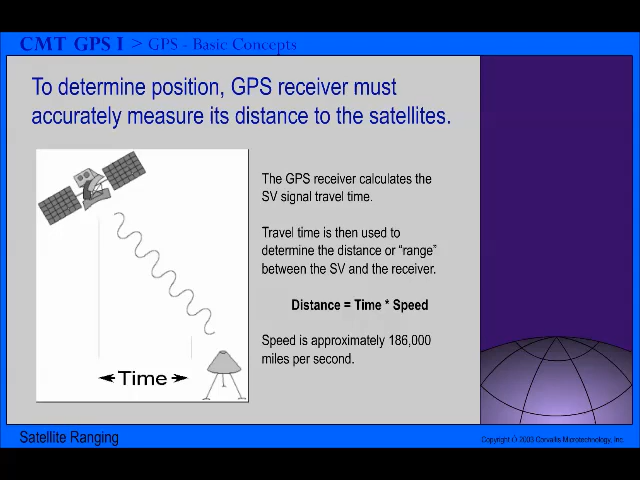 CMT GPS I > GPS - Basic Concepts
To determine position, GPS receiver must
accurately measure its distance to the satellites.
The GPS receiver calculates the
SV signal travel time.
Travel time is then used to
determine the distance or “range”
between the SV and the receiver.
Distance = Time * Speed
Speed is approximately 186,000
miles per second.
Time
Satellite Ranging
Copyright © 2003 Corvallis Microtechnology, Inc.